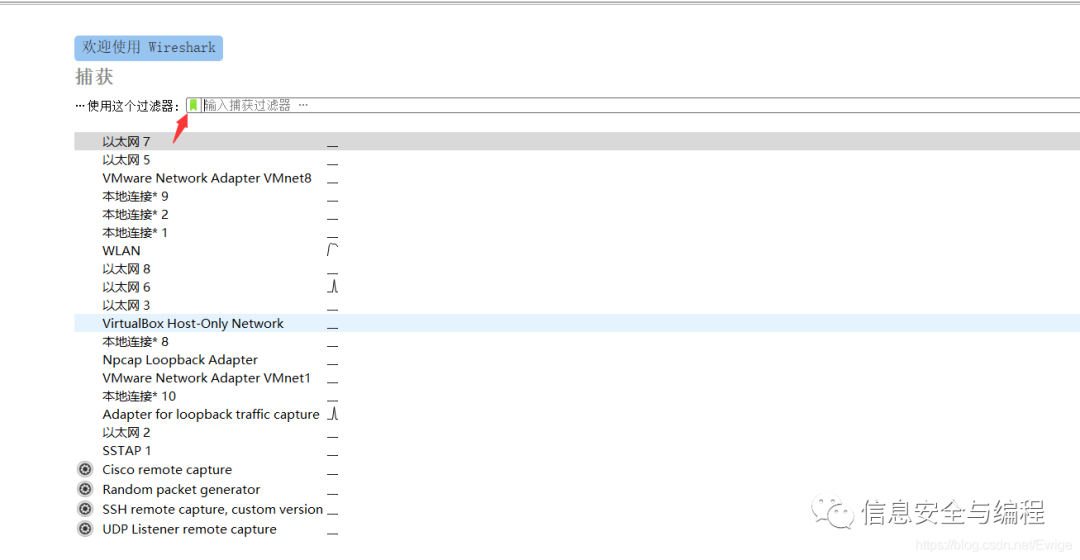 欢迎使用 Wireshark
捕获
…使用这个过滤器: 输入捕获过滤器 …
以太网 7
以太网 5
VMware Network Adapter VMnet8
本地连接* 9
本地连接* 2
本地连接* 1
WLAN
以太网 8
以太网 6
以太网 3
VirtualBox Host-Only Network
本地连接* 8
Npcap Loopback Adapter
VMware Network Adapter VMnet1
本地连接* 10
Adapter for loopback traffic capture
以太网 2
SSTAP 1
Cisco remote capture
Random packet generator
SSH remote capture, custom version
UDP Listener remote capture
信息安全与编程
https://blog.csdn.net/Ewige